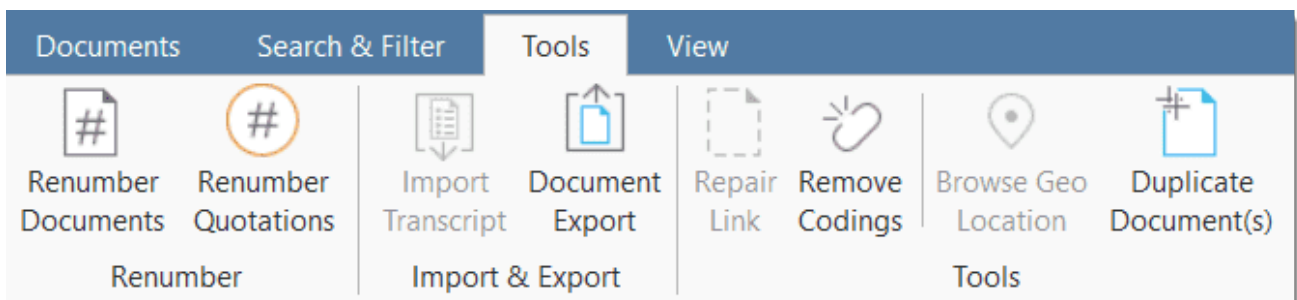 Documents Search & Filter Tools View
# #
Renumber Renumber Import Document Repair Remove Browse Geo Duplicate
Documents Quotations Transcript Export Link Codings Location Document(s)
Renumber Import & Export Tools